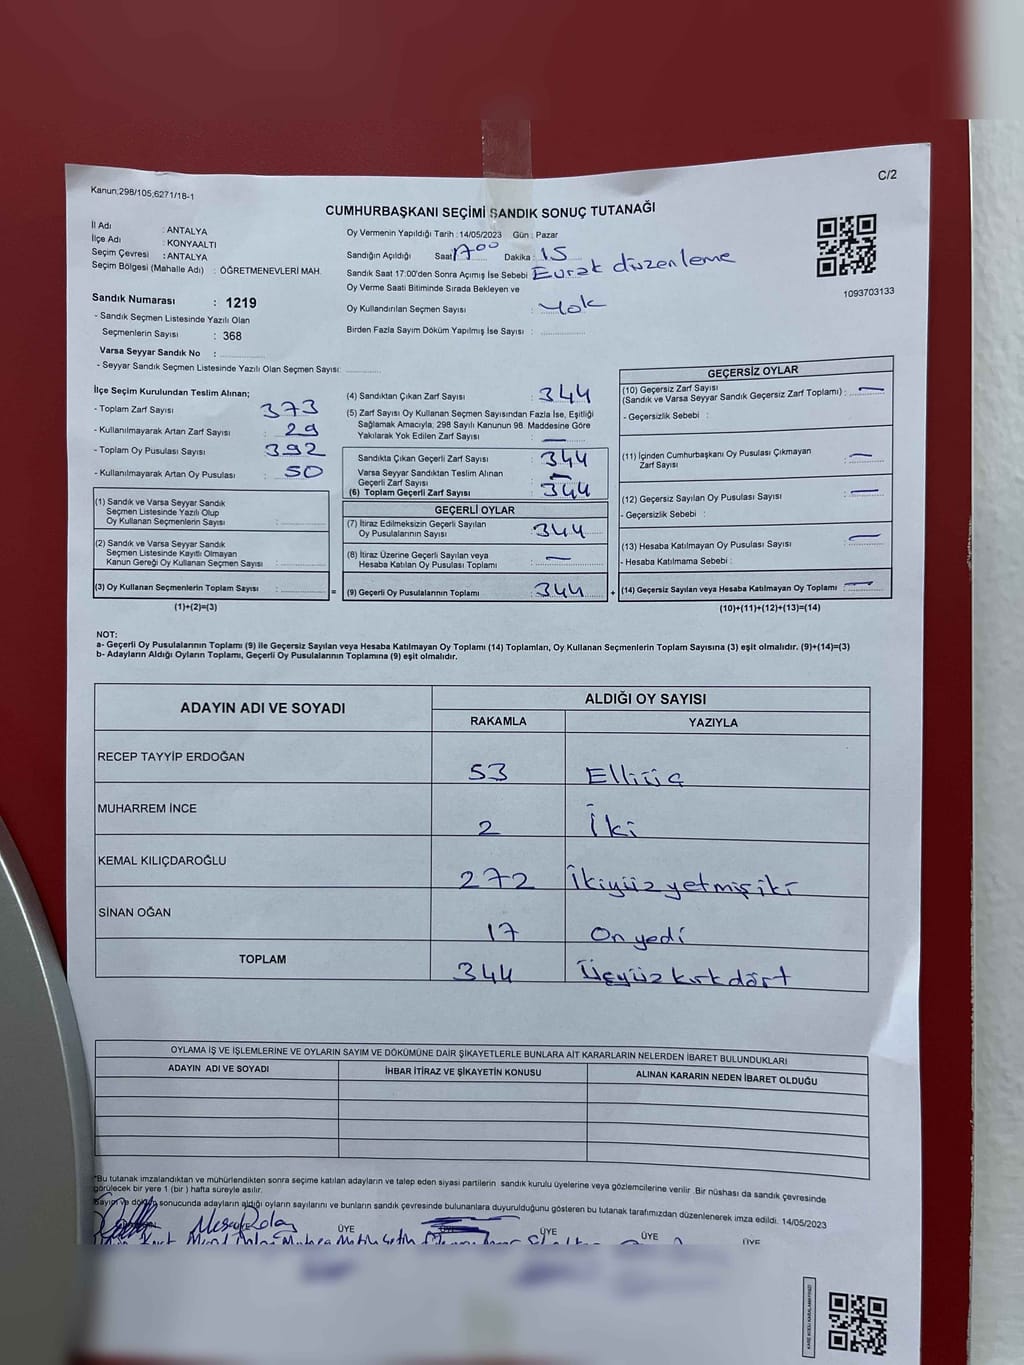 Kanun;298/105,6271/18-1
C/2
CUMHURBAŞKANI SEÇİMİ SANDIK SONUÇ TUTANAĞI
İl Adı : ANTALYA
İlçe Adı : KONYAALTI
Seçim Çevresi : ANTALYA
Seçim Bölgesi (Mahalle Adı) : ÖĞRETMENEVLERİ MAH.
Sandık Numarası : 1219
- Sandık Seçmen Listesinde Yazılı Olan
Seçmenlerin Sayısı : 368
Varsa Seyyar Sandık No :
- Seyyar Sandık Seçmen Listesinde Yazılı Olan Seçmen Sayısı:
Oy Vermenin Yapıldığı Tarih : 14/05/2023 Gün : Pazar
Sandığın Açıldığı Saat 17:00 Dakika : 15
Sandık Saat 17:00'den Sonra Açımış İse Sebebi Evrak düzenleme
Oy Verme Saati Bitiminde Sırada Bekleyen ve
Oy Kullandırılan Seçmen Sayısı : Yok
Birden Fazla Sayım Döküm Yapılmış İse Sayısı :
1093703133
İlçe Seçim Kurulundan Teslim Alınan;
- Toplam Zarf Sayısı : 373
- Kullanılmayarak Artan Zarf Sayısı : 29
- Toplam Oy Pusulası Sayısı : 392
- Kullanılmayarak Artan Oy Pusulası : 50
(1) Sandık ve Varsa Seyyar Sandık
Seçmen Listesinde Yazılı Olup
Oy Kullanan Seçmenlerin Sayısı :
(2) Sandık ve Varsa Seyyar Sandık
Seçmen Listesinde Kayıtlı Olmayan
Kanun Gereği Oy Kullanan Seçmen Sayısı :
(3) Oy Kullanan Seçmenlerin Toplam Sayısı : =
(1)+(2)=(3)
(4) Sandıktan Çıkan Zarf Sayısı : 344
(5) Zarf Sayısı Oy Kullanan Seçmen Sayısından Fazla İse, Eşitliği
Sağlamak Amacıyla, 298 Sayılı Kanunun 98. Maddesine Göre
Yakılarak Yok Edilen Zarf Sayısı : —
Sandıkta Çıkan Geçerli Zarf Sayısı : 344
Varsa Seyyar Sandıktan Teslim Alınan
Geçerli Zarf Sayısı : —
(6) Toplam Geçerli Zarf Sayısı : 344
GEÇERLİ OYLAR
(7) İtiraz Edilmeksizin Geçerli Sayılan
Oy Pusulalarının Sayısı : 344
(8) İtiraz Üzerine Geçerli Sayılan veya
Hesaba Katılan Oy Pusulası Toplamı : —
(9) Geçerli Oy Pusulalarının Toplamı : 344 +
GEÇERSİZ OYLAR
(10) Geçersiz Zarf Sayısı
(Sandık ve Varsa Seyyar Sandık Geçersiz Zarf Toplamı) : —
- Geçersizlik Sebebi :
(11) İçinden Cumhurbaşkanı Oy Pusulası Çıkmayan
Zarf Sayısı : —
(12) Geçersiz Sayılan Oy Pusulası Sayısı : —
- Geçersizlik Sebebi :
(13) Hesaba Katılmayan Oy Pusulası Sayısı : —
- Hesaba Katılmama Sebebi :
(14) Geçersiz Sayılan veya Hesaba Katılmayan Oy Toplamı : —
(10)+(11)+(12)+(13)=(14)
NOT:
a- Geçerli Oy Pusulalarının Toplamı (9) ile Geçersiz Sayılan veya Hesaba Katılmayan Oy Toplamı (14) Toplamları, Oy Kullanan Seçmenlerin Toplam Sayısına (3) eşit olmalıdır. (9)+(14)=(3)
b- Adayların Aldığı Oyların Toplamı, Geçerli Oy Pusulalarının Toplamına (9) eşit olmalıdır.
ADAYIN ADI VE SOYADI
ALDIĞI OY SAYISI
RAKAMLA YAZIYLA
RECEP TAYYİP ERDOĞAN 53 Elliüç
MUHARREM İNCE 2 İki
KEMAL KILIÇDAROĞLU 272 İkiyüzyetmişiki
SİNAN OĞAN 17 On yedi
TOPLAM 344 Üçyüzkırkdört
OYLAMA İŞ VE İŞLEMLERİNE VE OYLARIN SAYIM VE DÖKÜMÜNE DAİR ŞİKAYETLERLE BUNLARA AİT KARARLARIN NELERDEN İBARET BULUNDUKLARI
ADAYIN ADI VE SOYADI İHBAR İTİRAZ VE ŞİKAYETİN KONUSU ALINAN KARARIN NEDEN İBARET OLDUĞU
*Bu tutanak imzalandıktan ve mühürlendikten sonra seçime katılan adayların ve talep eden siyasi partilerin sandık kurulu üyelerine veya gözlemcilerine verilir .Bir nüshası da sandık çevresinde
görülecek bir yere 1 (bir ) hafta süreyle asılır.
Sayım ve döküm sonucunda adayların aldığı oyların sayılarını ve bunların sandık çevresinde bulunanlara duyurulduğunu gösteren bu tutanak tarafımızdan düzenlenerek imza edildi. 14/05/2023
ÜYE ÜYE ÜYE ÜYE